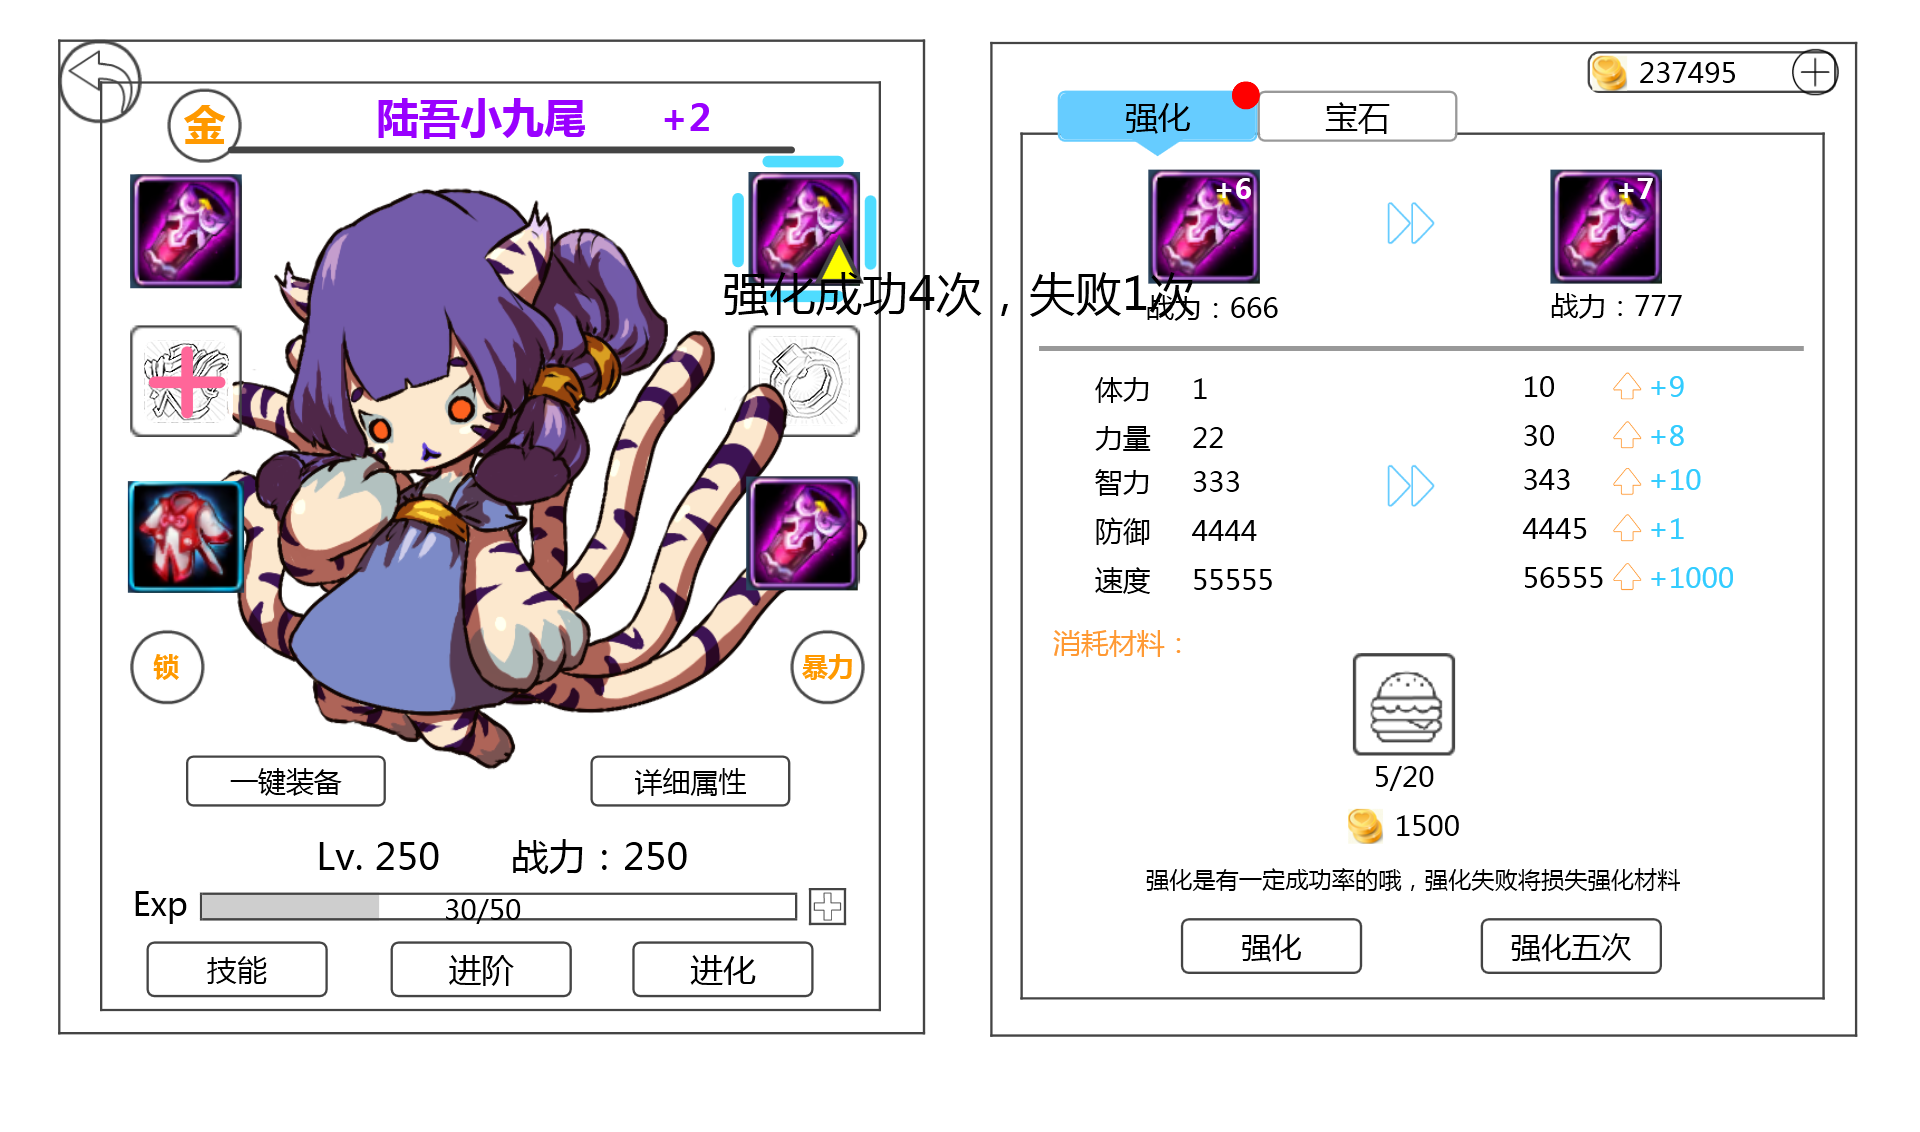 金
陆吾小九尾 +2
锁
暴力
一键装备
详细属性
Lv. 250 战力：250
Exp 30/50
技能
进阶
进化
强化成功4次，失败1次
237495
强化
宝石
+6
+7
战力：666
战力：777
体力 1 10 +9
力量 22 30 +8
智力 333 343 +10
防御 4444 4445 +1
速度 55555 56555 +1000
消耗材料：
5/20
1500
强化是有一定成功率的哦，强化失败将损失强化材料
强化
强化五次